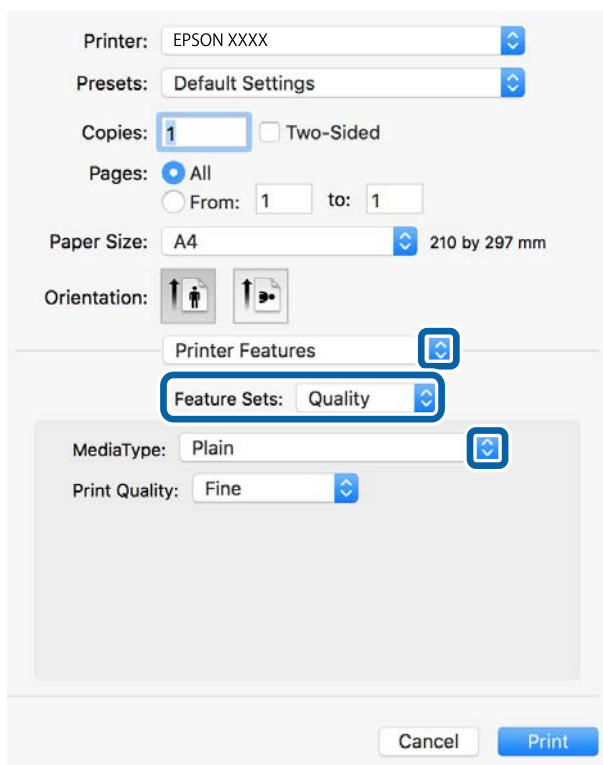 Printer: EPSON XXXX
Presets: Default Settings
Copies: 1 Two-Sided
Pages: All
From: 1 to: 1
Paper Size: A4 210 by 297 mm
Orientation:
Printer Features
Feature Sets: Quality
MediaType: Plain
Print Quality: Fine
Cancel Print